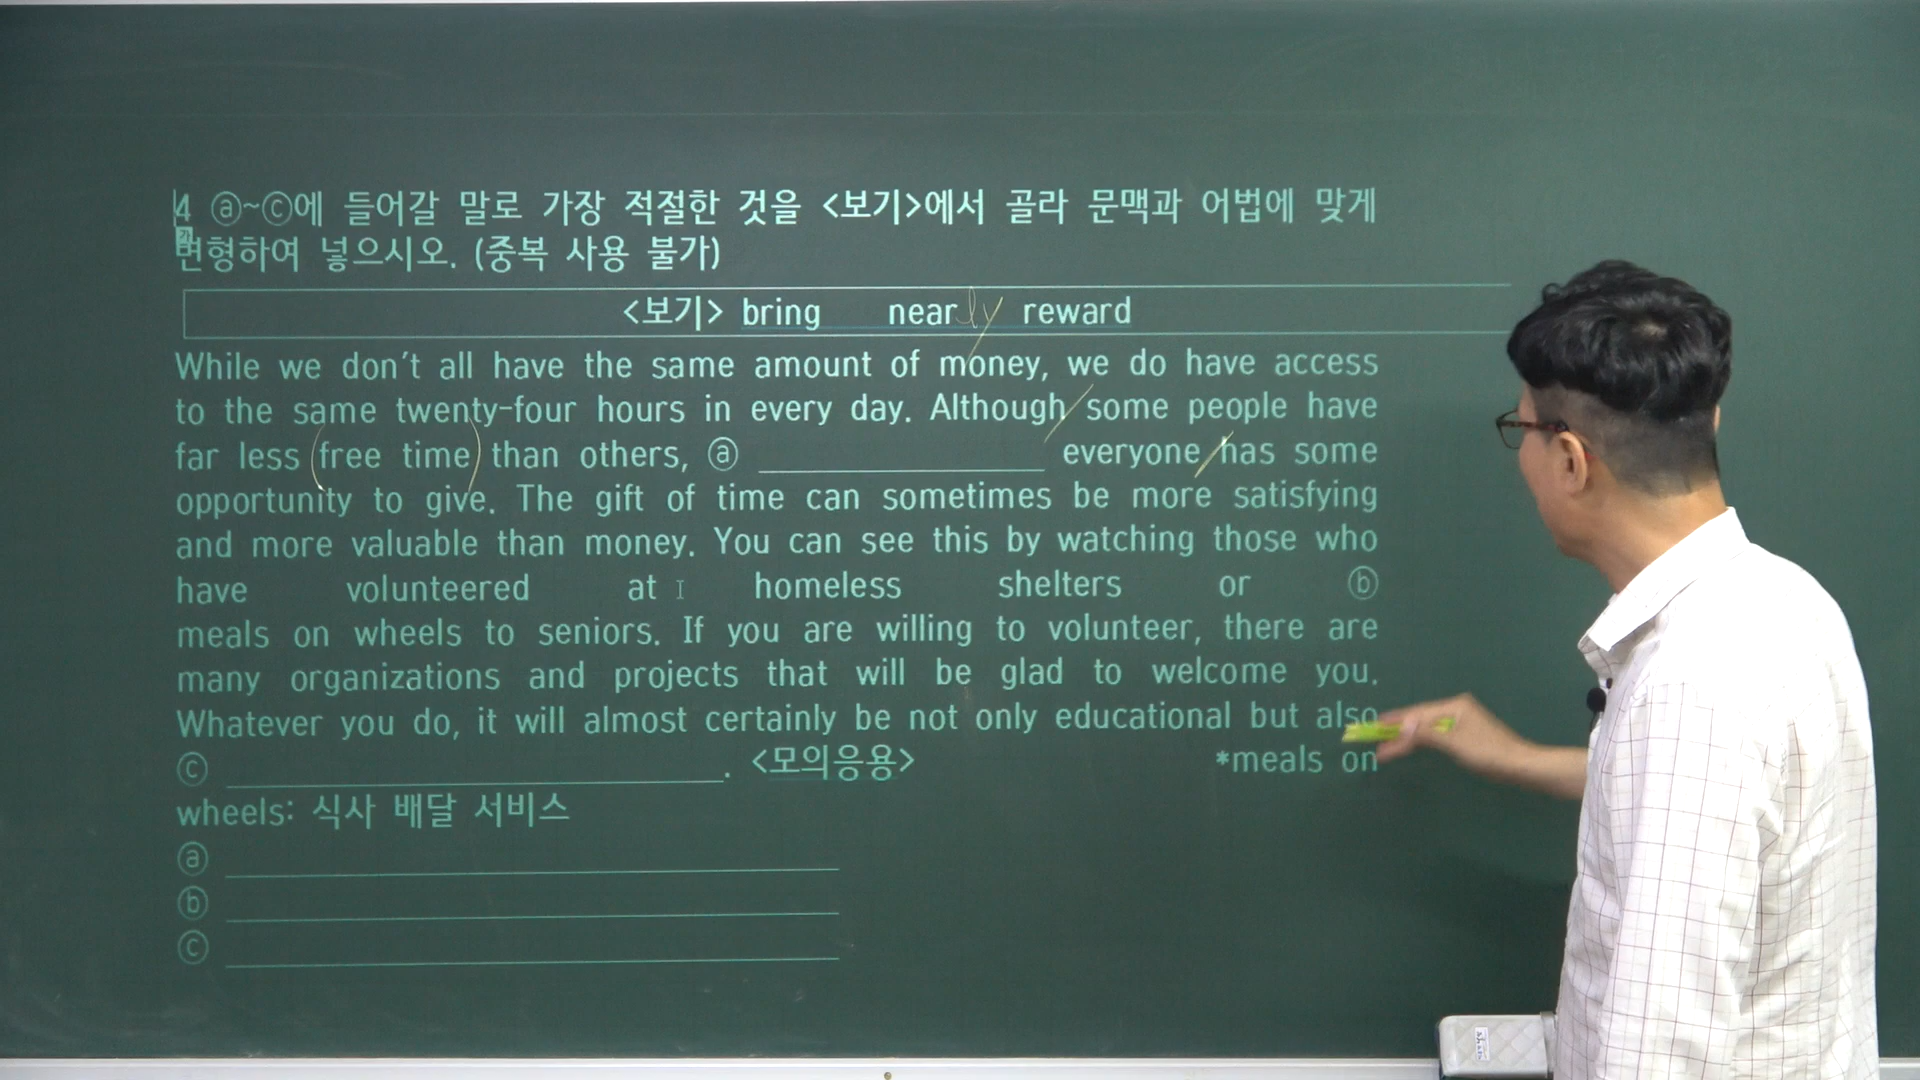 4 ⓐ~ⓒ에 들어갈 말로 가장 적절한 것을 <보기>에서 골라 문맥과 어법에 맞게
변형하여 넣으시오. (중복 사용 불가)
<보기> bring nearly reward
While we don't all have the same amount of money, we do have access
to the same twenty-four hours in every day. Although some people have
far less (free time) than others, ⓐ ____________ everyone has some
opportunity to give. The gift of time can sometimes be more satisfying
and more valuable than money. You can see this by watching those who
have volunteered at homeless shelters or ⓑ
meals on wheels to seniors. If you are willing to volunteer, there are
many organizations and projects that will be glad to welcome you.
Whatever you do, it will almost certainly be not only educational but also
ⓒ ____________. <모의응용> *meals on
wheels: 식사 배달 서비스
ⓐ ____________
ⓑ ____________
ⓒ ____________